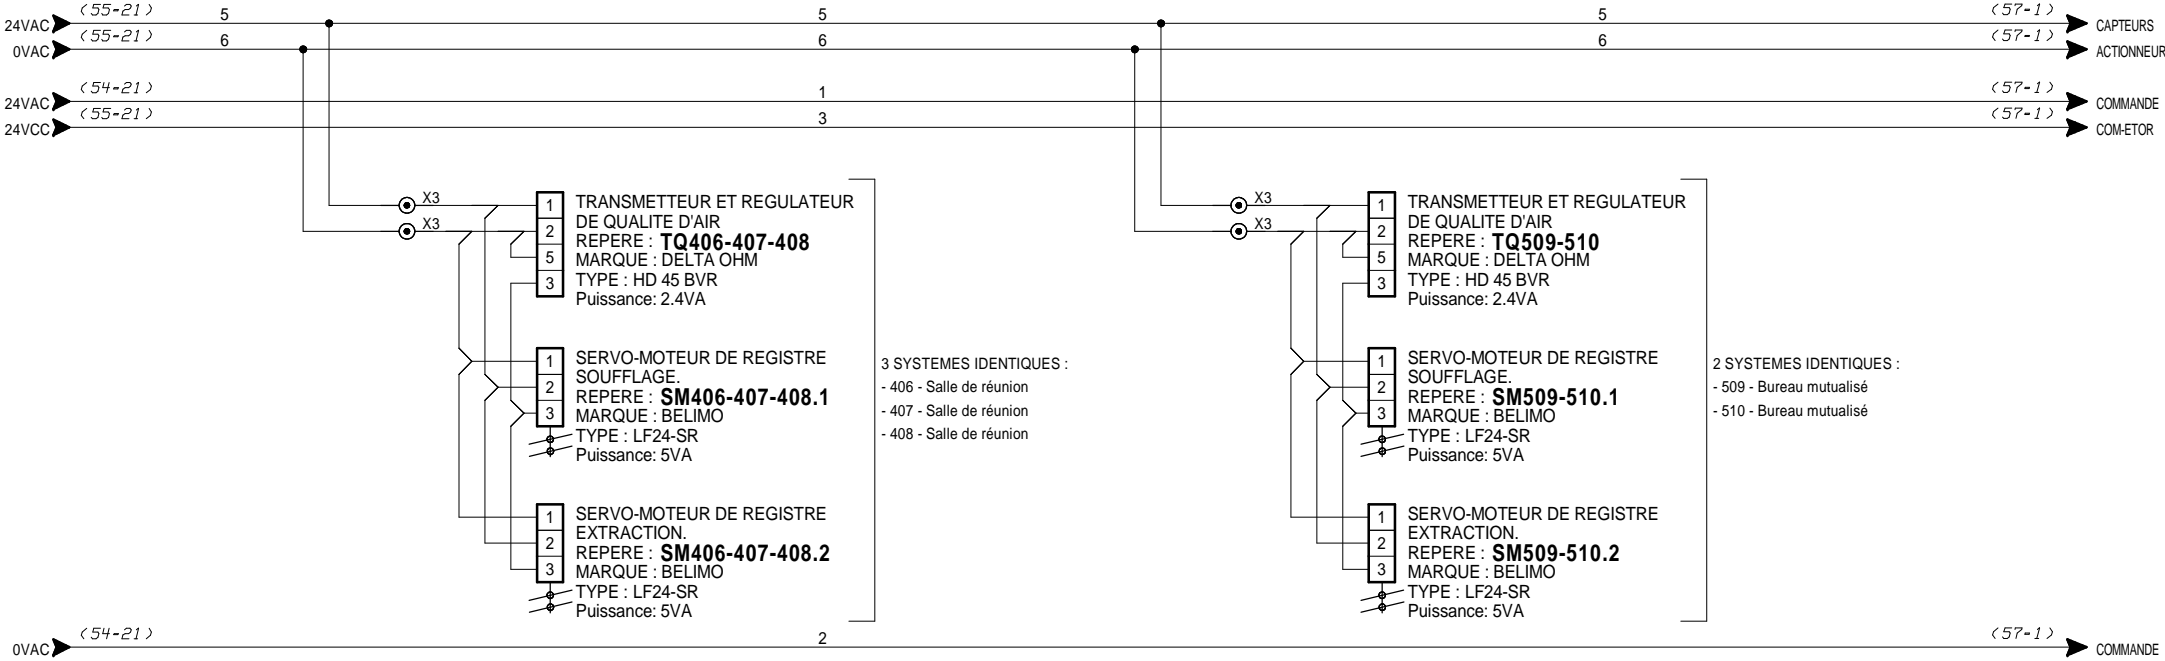 24VAC (55-21) 5 5 5 (57-1) CAPTEURS
0VAC (55-21) 6 6 6 (57-1) ACTIONNEUR
24VAC (54-21) 1 (57-1) COMMANDE
24VCC (55-21) 3 (57-1) COM-ETOR
X3
X3
1
2
5
3
TRANSMETTEUR ET REGULATEUR
DE QUALITE D'AIR
REPERE : TQ406-407-408
MARQUE : DELTA OHM
TYPE : HD 45 BVR
Puissance: 2.4VA
1
2
3
SERVO-MOTEUR DE REGISTRE
SOUFFLAGE.
REPERE : SM406-407-408.1
MARQUE : BELIMO
TYPE : LF24-SR
Puissance: 5VA
1
2
3
SERVO-MOTEUR DE REGISTRE
EXTRACTION.
REPERE : SM406-407-408.2
MARQUE : BELIMO
TYPE : LF24-SR
Puissance: 5VA
3 SYSTEMES IDENTIQUES :
- 406 - Salle de réunion
- 407 - Salle de réunion
- 408 - Salle de réunion
X3
X3
1
2
5
3
TRANSMETTEUR ET REGULATEUR
DE QUALITE D'AIR
REPERE : TQ509-510
MARQUE : DELTA OHM
TYPE : HD 45 BVR
Puissance: 2.4VA
1
2
3
SERVO-MOTEUR DE REGISTRE
SOUFFLAGE.
REPERE : SM509-510.1
MARQUE : BELIMO
TYPE : LF24-SR
Puissance: 5VA
1
2
3
SERVO-MOTEUR DE REGISTRE
EXTRACTION.
REPERE : SM509-510.2
MARQUE : BELIMO
TYPE : LF24-SR
Puissance: 5VA
2 SYSTEMES IDENTIQUES :
- 509 - Bureau mutualisé
- 510 - Bureau mutualisé
0VAC (54-21) 2 (57-1) COMMANDE